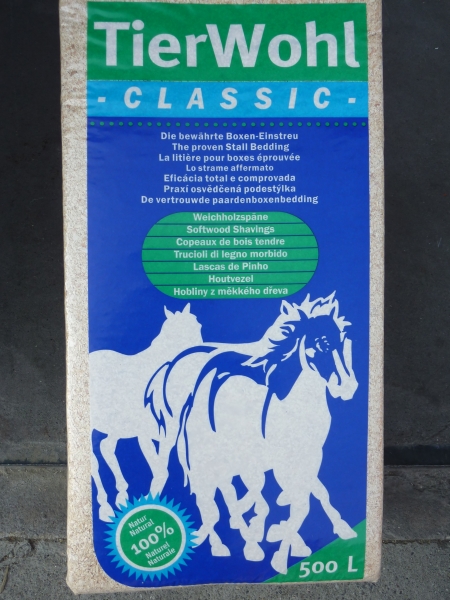 TierWohl
- CLASSIC -
Die bewährte Boxen-Einstreu
The proven Stall Bedding
La litière pour boxes éprouvée
Lo strame affermato
Eficácia total e comprovada
Praxí osvědčená podestýlka
De vertrouwde paardenboxenbedding
Weichholzspäne
Softwood Shavings
Copeaux de bois tendre
Trucioli di legno morbido
Lascas de Pinho
Houtvezel
Hobliny z měkkého dřeva
Natur
Natural
100%
Naturel
Naturale
500 L